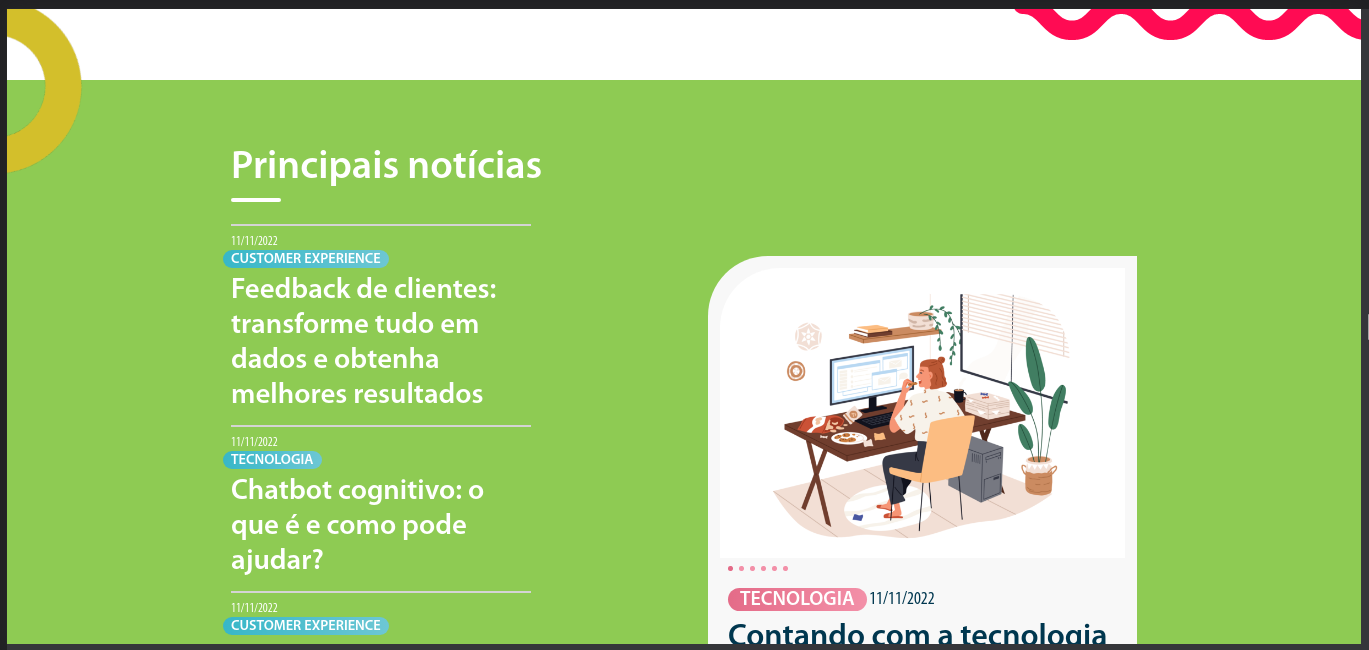 Principais notícias
11/11/2022
CUSTOMER EXPERIENCE
Feedback de clientes:
transforme tudo em
dados e obtenha
melhores resultados
11/11/2022
TECNOLOGIA
Chatbot cognitivo: o
que é e como pode
ajudar?
11/11/2022
CUSTOMER EXPERIENCE
TECNOLOGIA 11/11/2022
Contando com a tecnologia